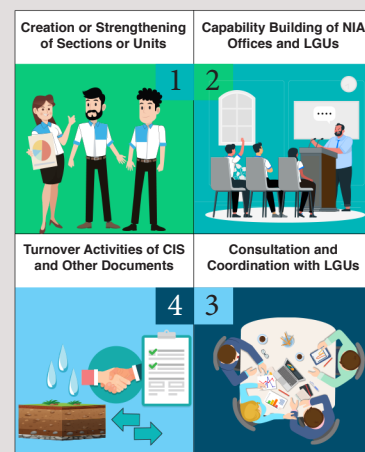 Creation or Strengthening
of Sections or Units
Capability Building of NIA
Offices and LGUs
1
2
Turnover Activities of CIS
and Other Documents
Consultation and
Coordination with LGUs
4
3